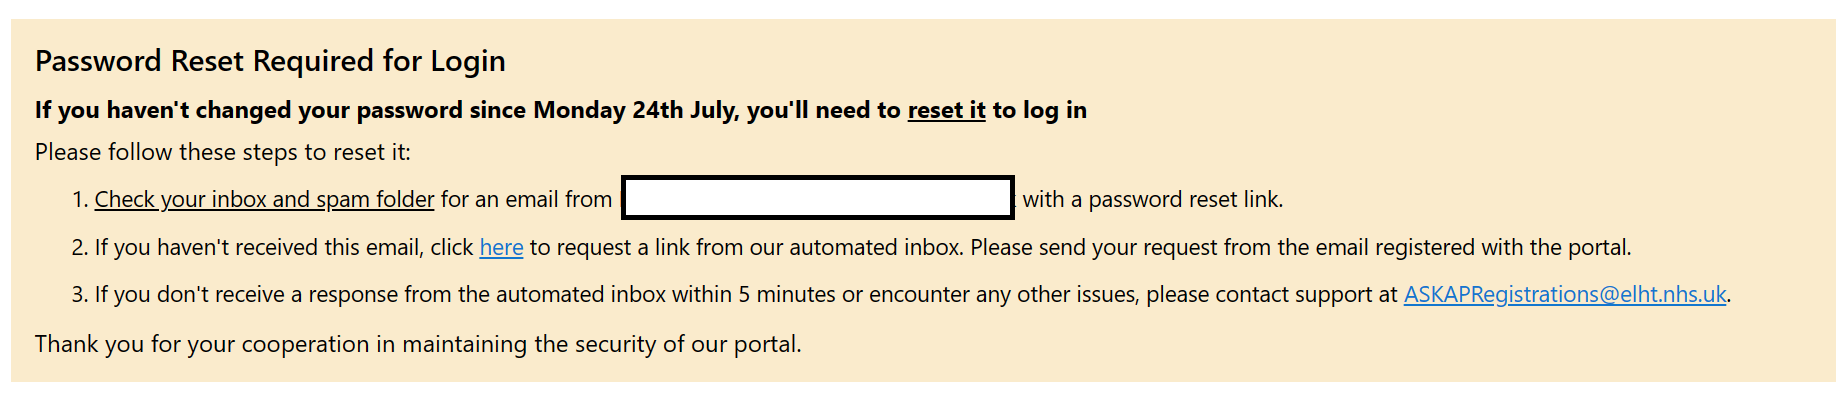 Password Reset Required for Login
If you haven't changed your password since Monday 24th July, you'll need to reset it to log in
Please follow these steps to reset it:
1. Check your inbox and spam folder for an email from with a password reset link.
2. If you haven't received this email, click here to request a link from our automated inbox. Please send your request from the email registered with the portal.
3. If you don't receive a response from the automated inbox within 5 minutes or encounter any other issues, please contact support at ASKAPRegistrations@elht.nhs.uk.
Thank you for your cooperation in maintaining the security of our portal.